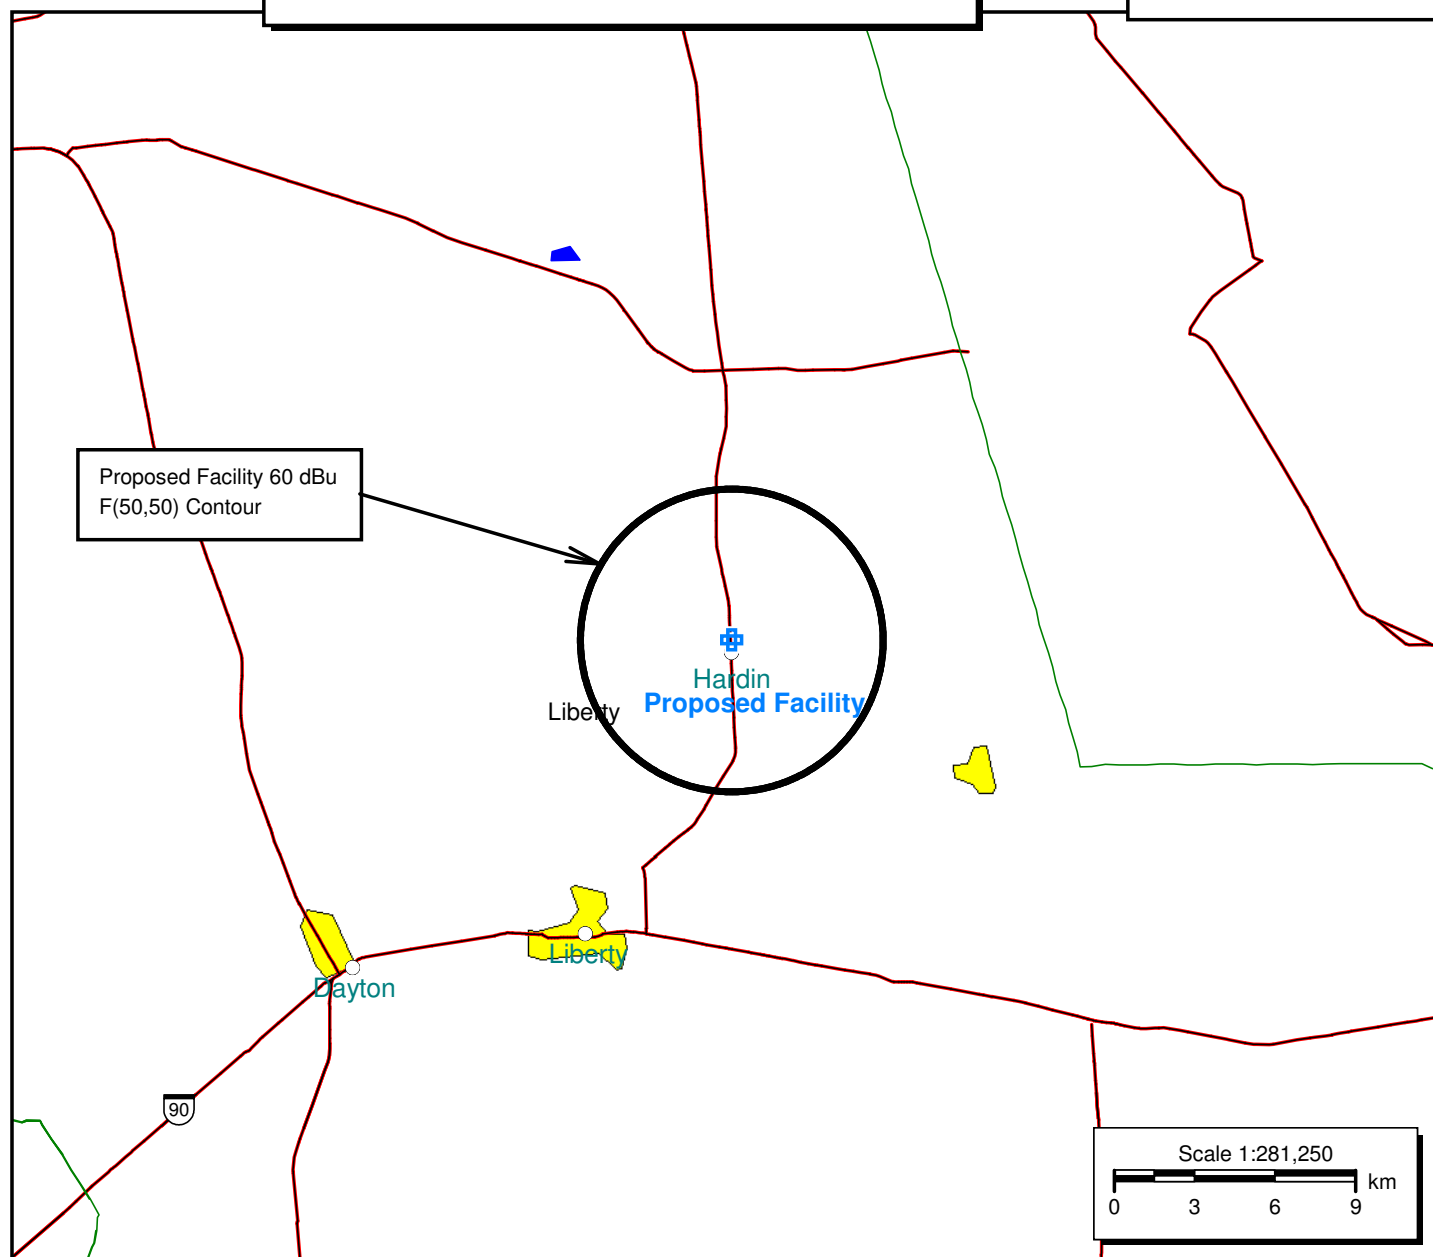 Proposed Facility 60 dBu
F(50,50) Contour
Hardin
Proposed Facility
Liberty
Liberty
Dayton
90
Scale 1:281,250
km
0 3 6 9